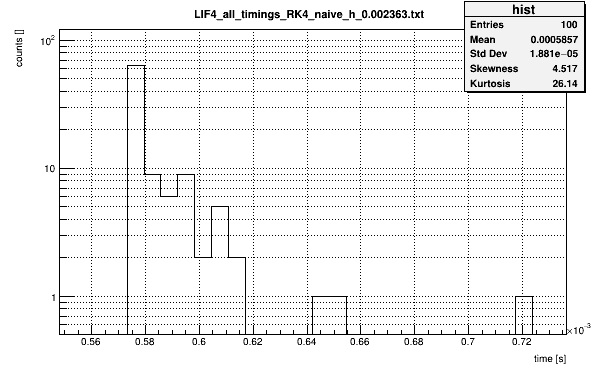 LIF4_all_timings_RK4_naive_h_0.002363.txt
hist
Entries 100
Mean 0.0005857
Std Dev 1.881e−05
Skewness 4.517
Kurtosis 26.14
counts []
10²
10
1
0.56 0.58 0.6 0.62 0.64 0.66 0.68 0.7 0.72
×10⁻³
time [s]